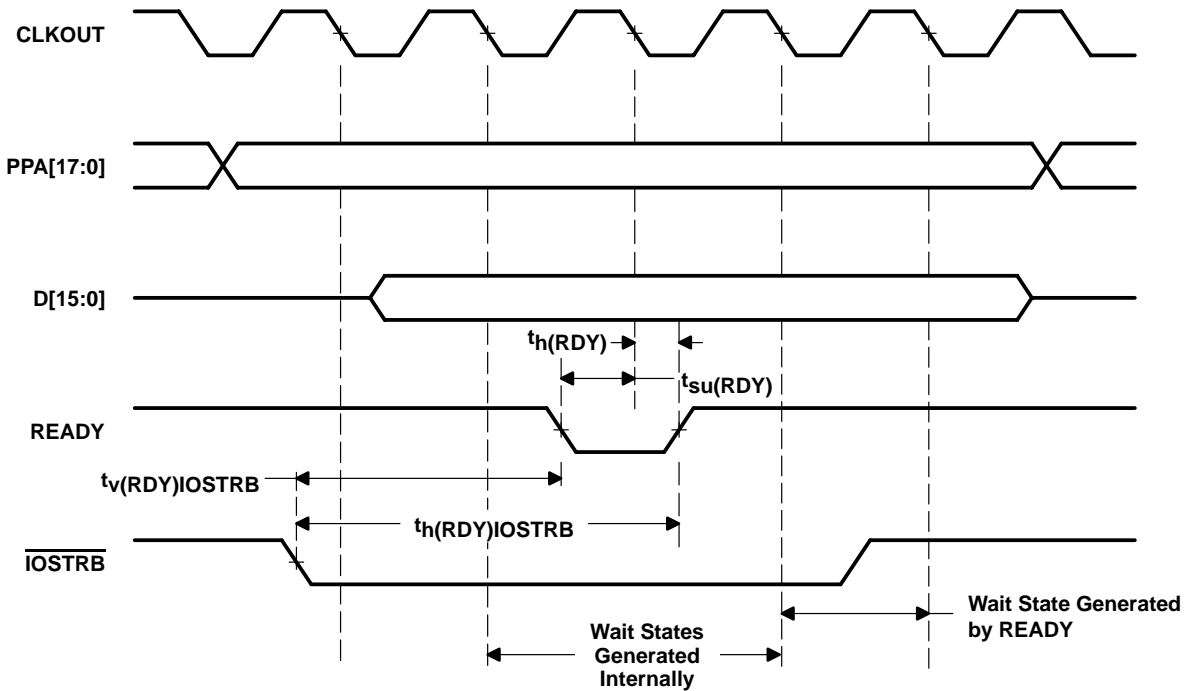 CLKOUT
PPA[17:0]
D[15:0]
th(RDY)
tsu(RDY)
READY
tv(RDY)IOSTRB
th(RDY)IOSTRB
IOSTRB
Wait States
Generated
Internally
Wait State Generated
by READY